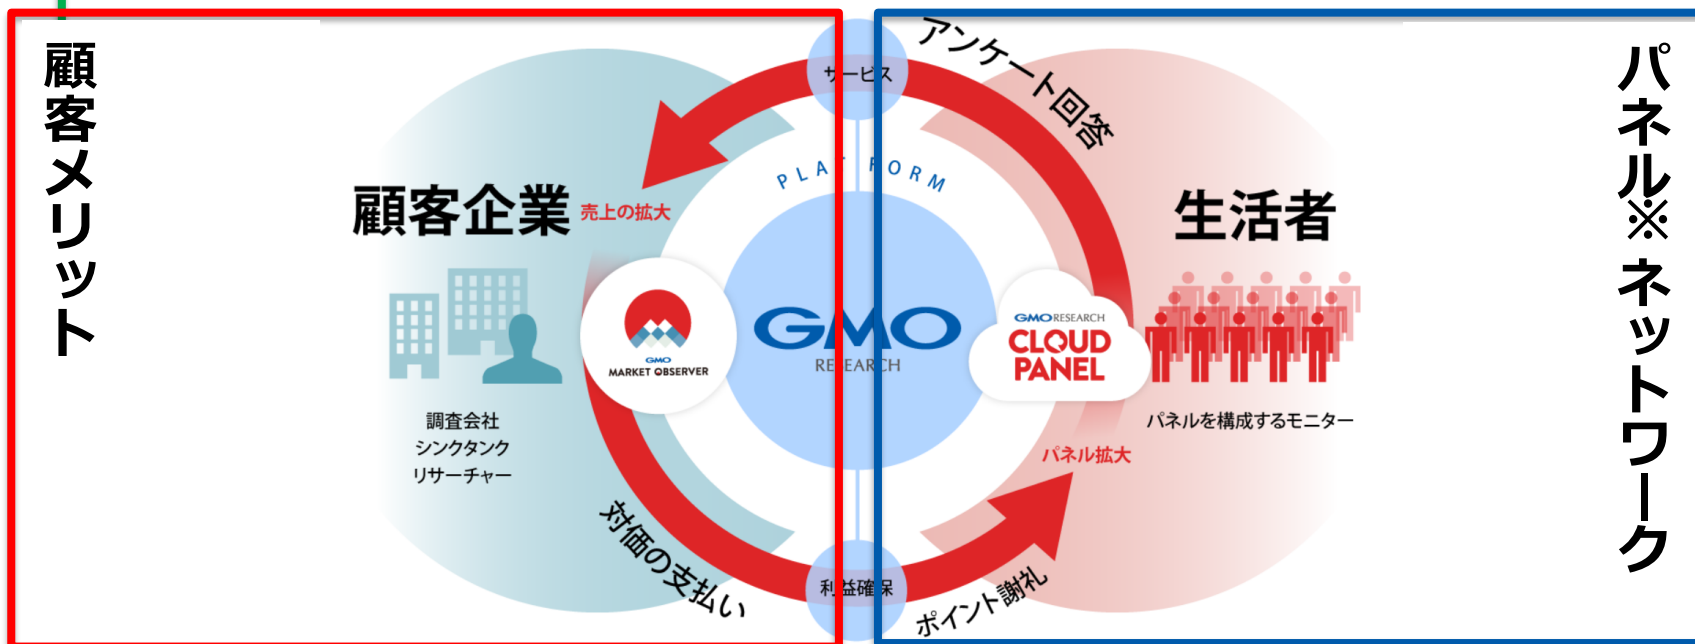 顧客メリット
パネル※ネットワーク
サービス
アンケート回答
PLATFORM
顧客企業
売上の拡大
生活者
GMO
MARKET OBSERVER
GMO
RESEARCH
GMO RESEARCH
CLOUD
PANEL
調査会社
シンクタンク
リサーチャー
パネルを構成するモニター
パネル拡大
対価の支払い
利益確保
ポイント謝礼